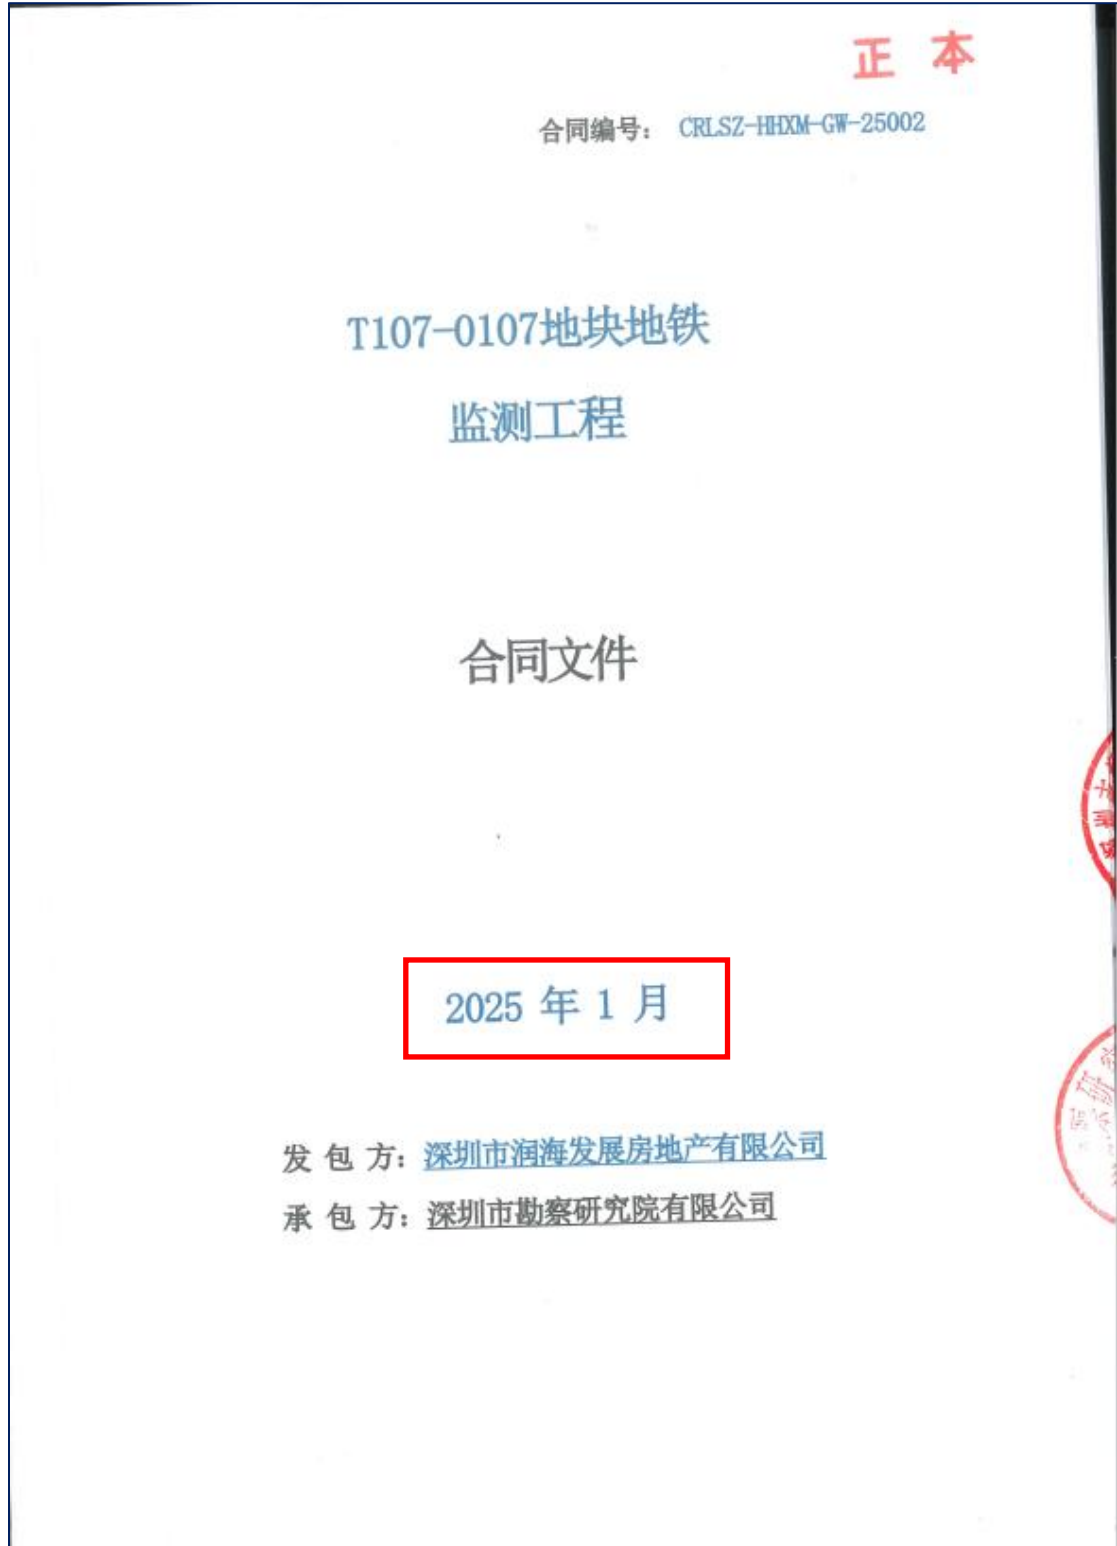 正 本
合同编号： CRLSZ-HHXM-GW-25002
T107-0107地块地铁
监测工程
合同文件
2025 年 1 月
发 包 方：深圳市润海发展房地产有限公司
承 包 方：深圳市勘察研究院有限公司